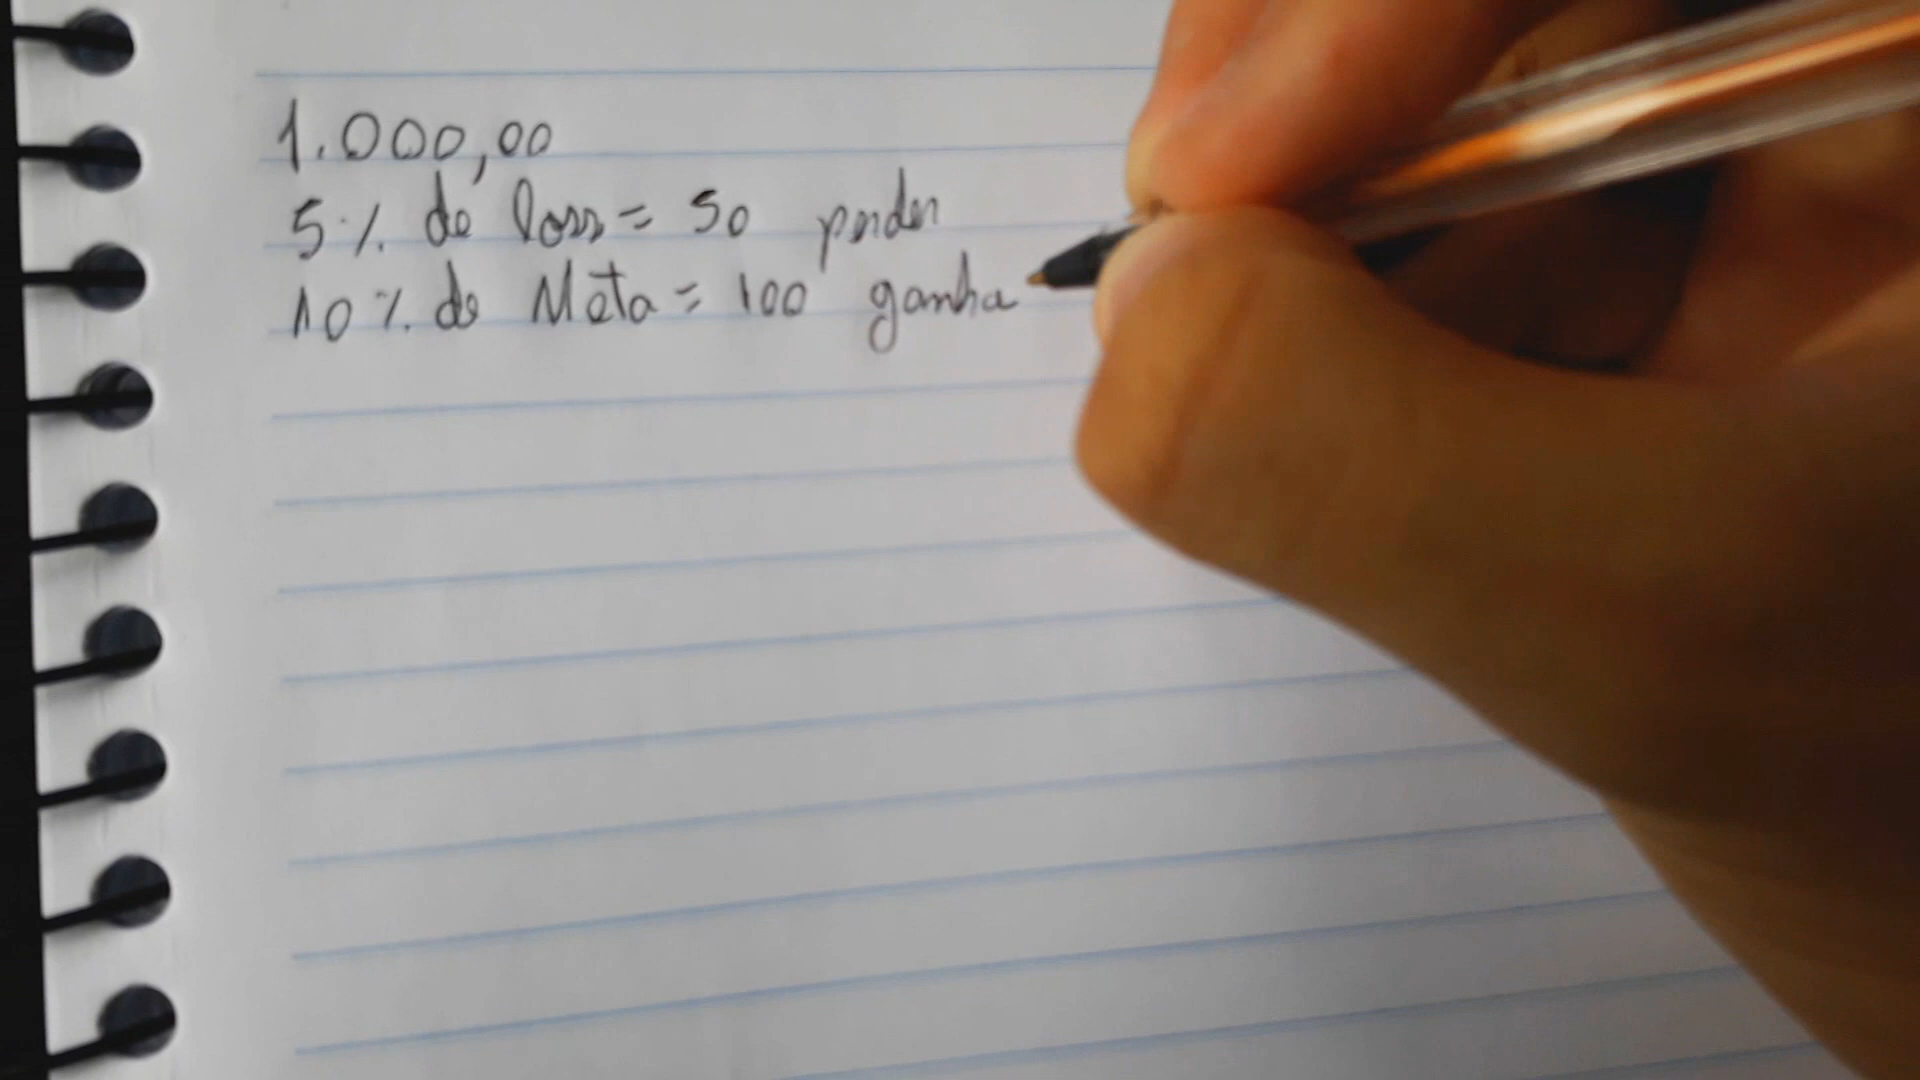 1.000,00
5% de loss = 50 perder
10% de Meta = 100 ganha